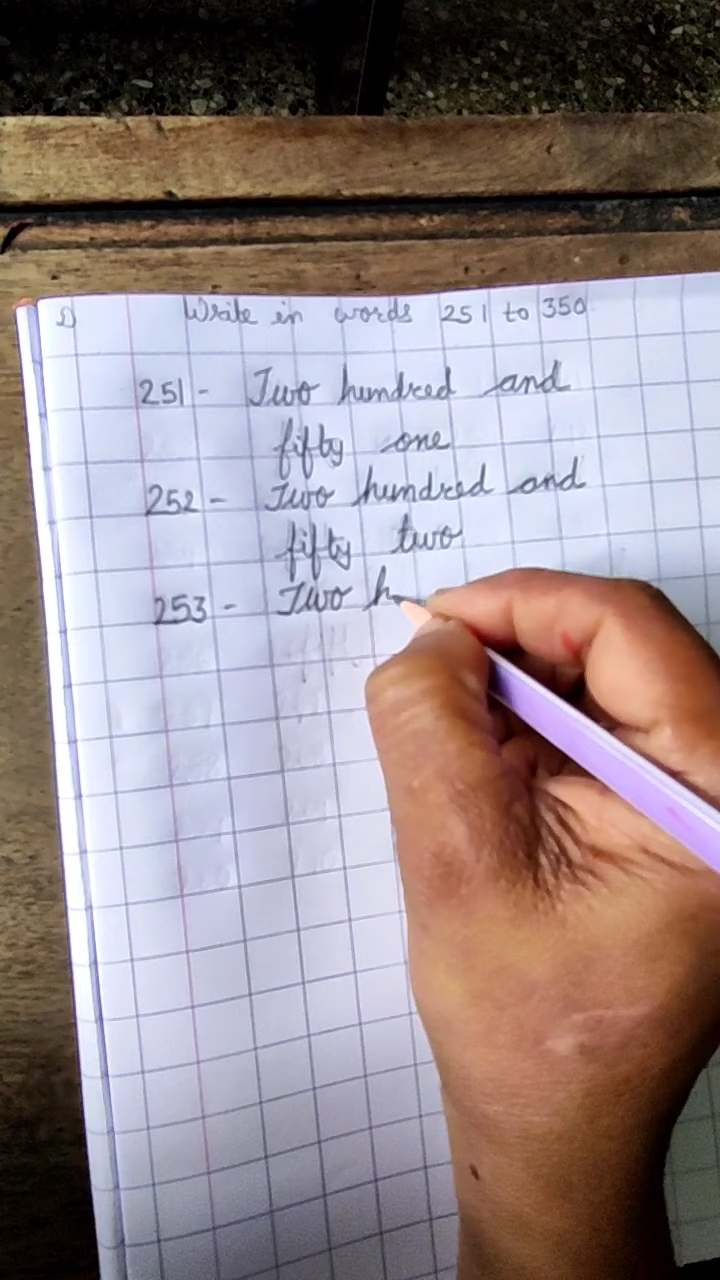 Write in words 251 to 350
251 - Two hundred and
fifty one
252 - Two hundred and
fifty two
253 - Two